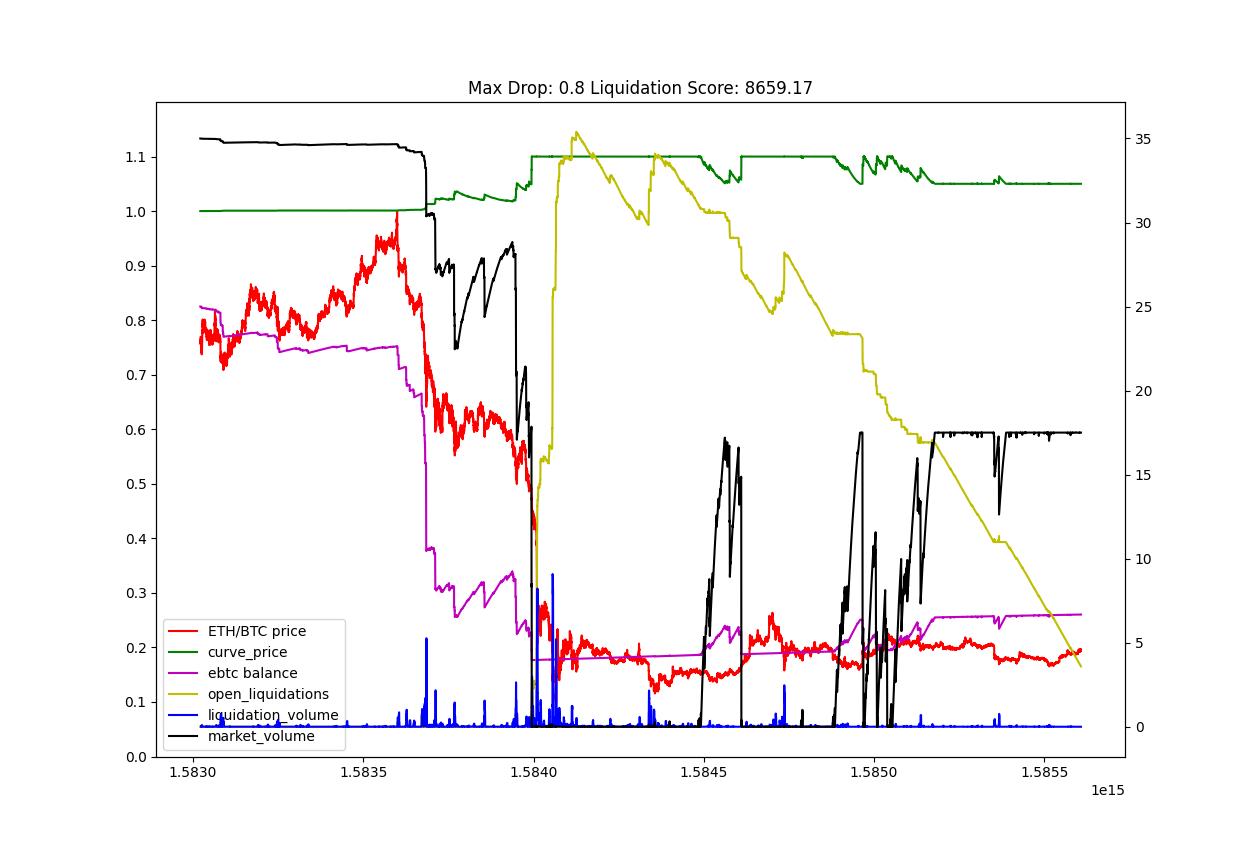 Max Drop: 0.8 Liquidation Score: 8659.17
1.1
1.0
0.9
0.8
0.7
0.6
0.5
0.4
0.3
0.2
0.1
0.0
35
30
25
20
15
10
5
0
ETH/BTC price
curve_price
ebtc balance
open_liquidations
liquidation_volume
market_volume
1.5830 1.5835 1.5840 1.5845 1.5850 1.5855
1e15